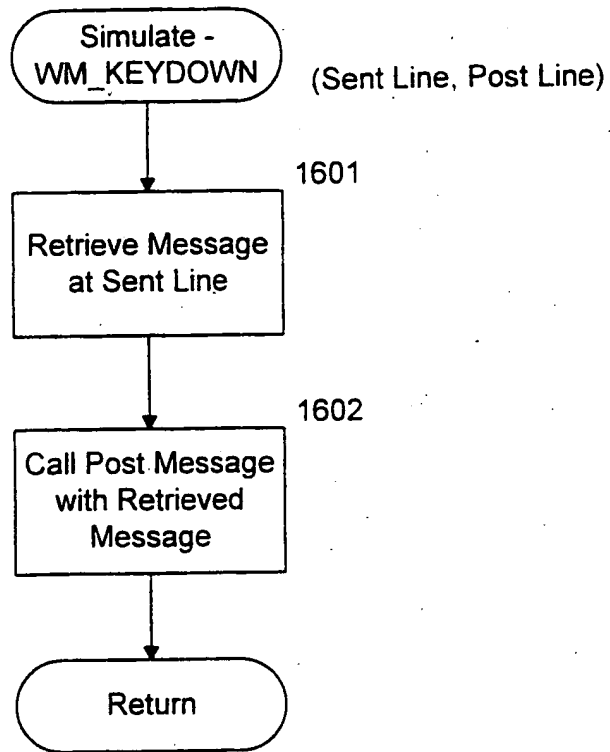 Simulate -
WM_KEYDOWN
(Sent Line, Post Line)
1601
Retrieve Message
at Sent Line
1602
Call Post Message
with Retrieved
Message
Return